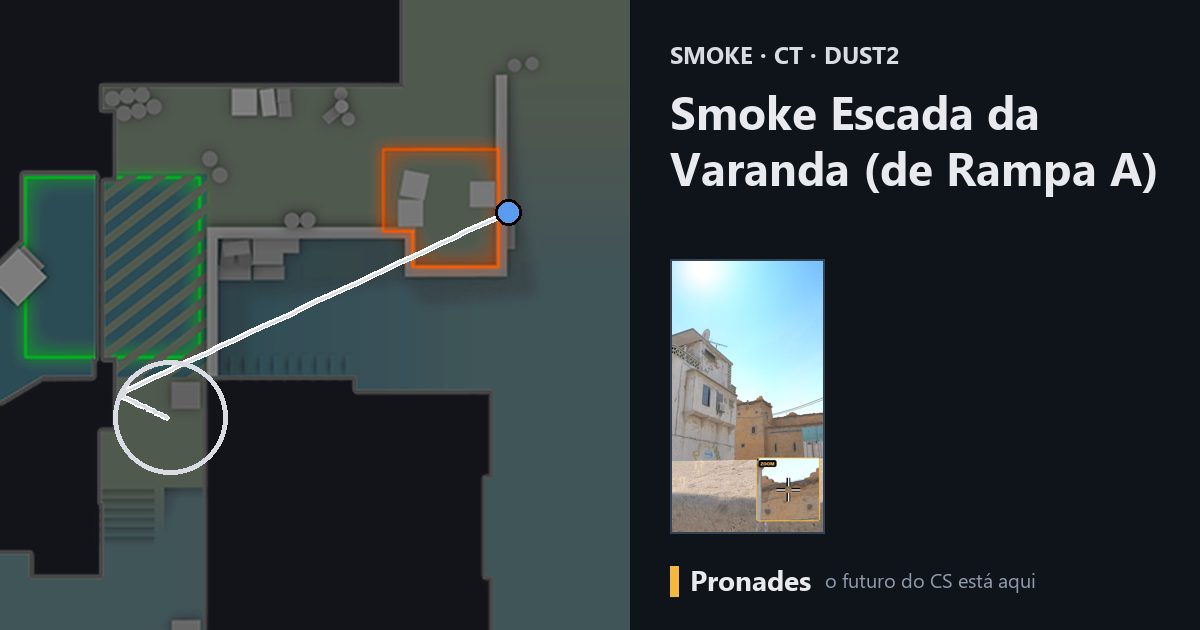 SMOKE · CT · DUST2
Smoke Escada da
Varanda (de Rampa A)
ZOOM
Pronades o futuro do CS está aqui